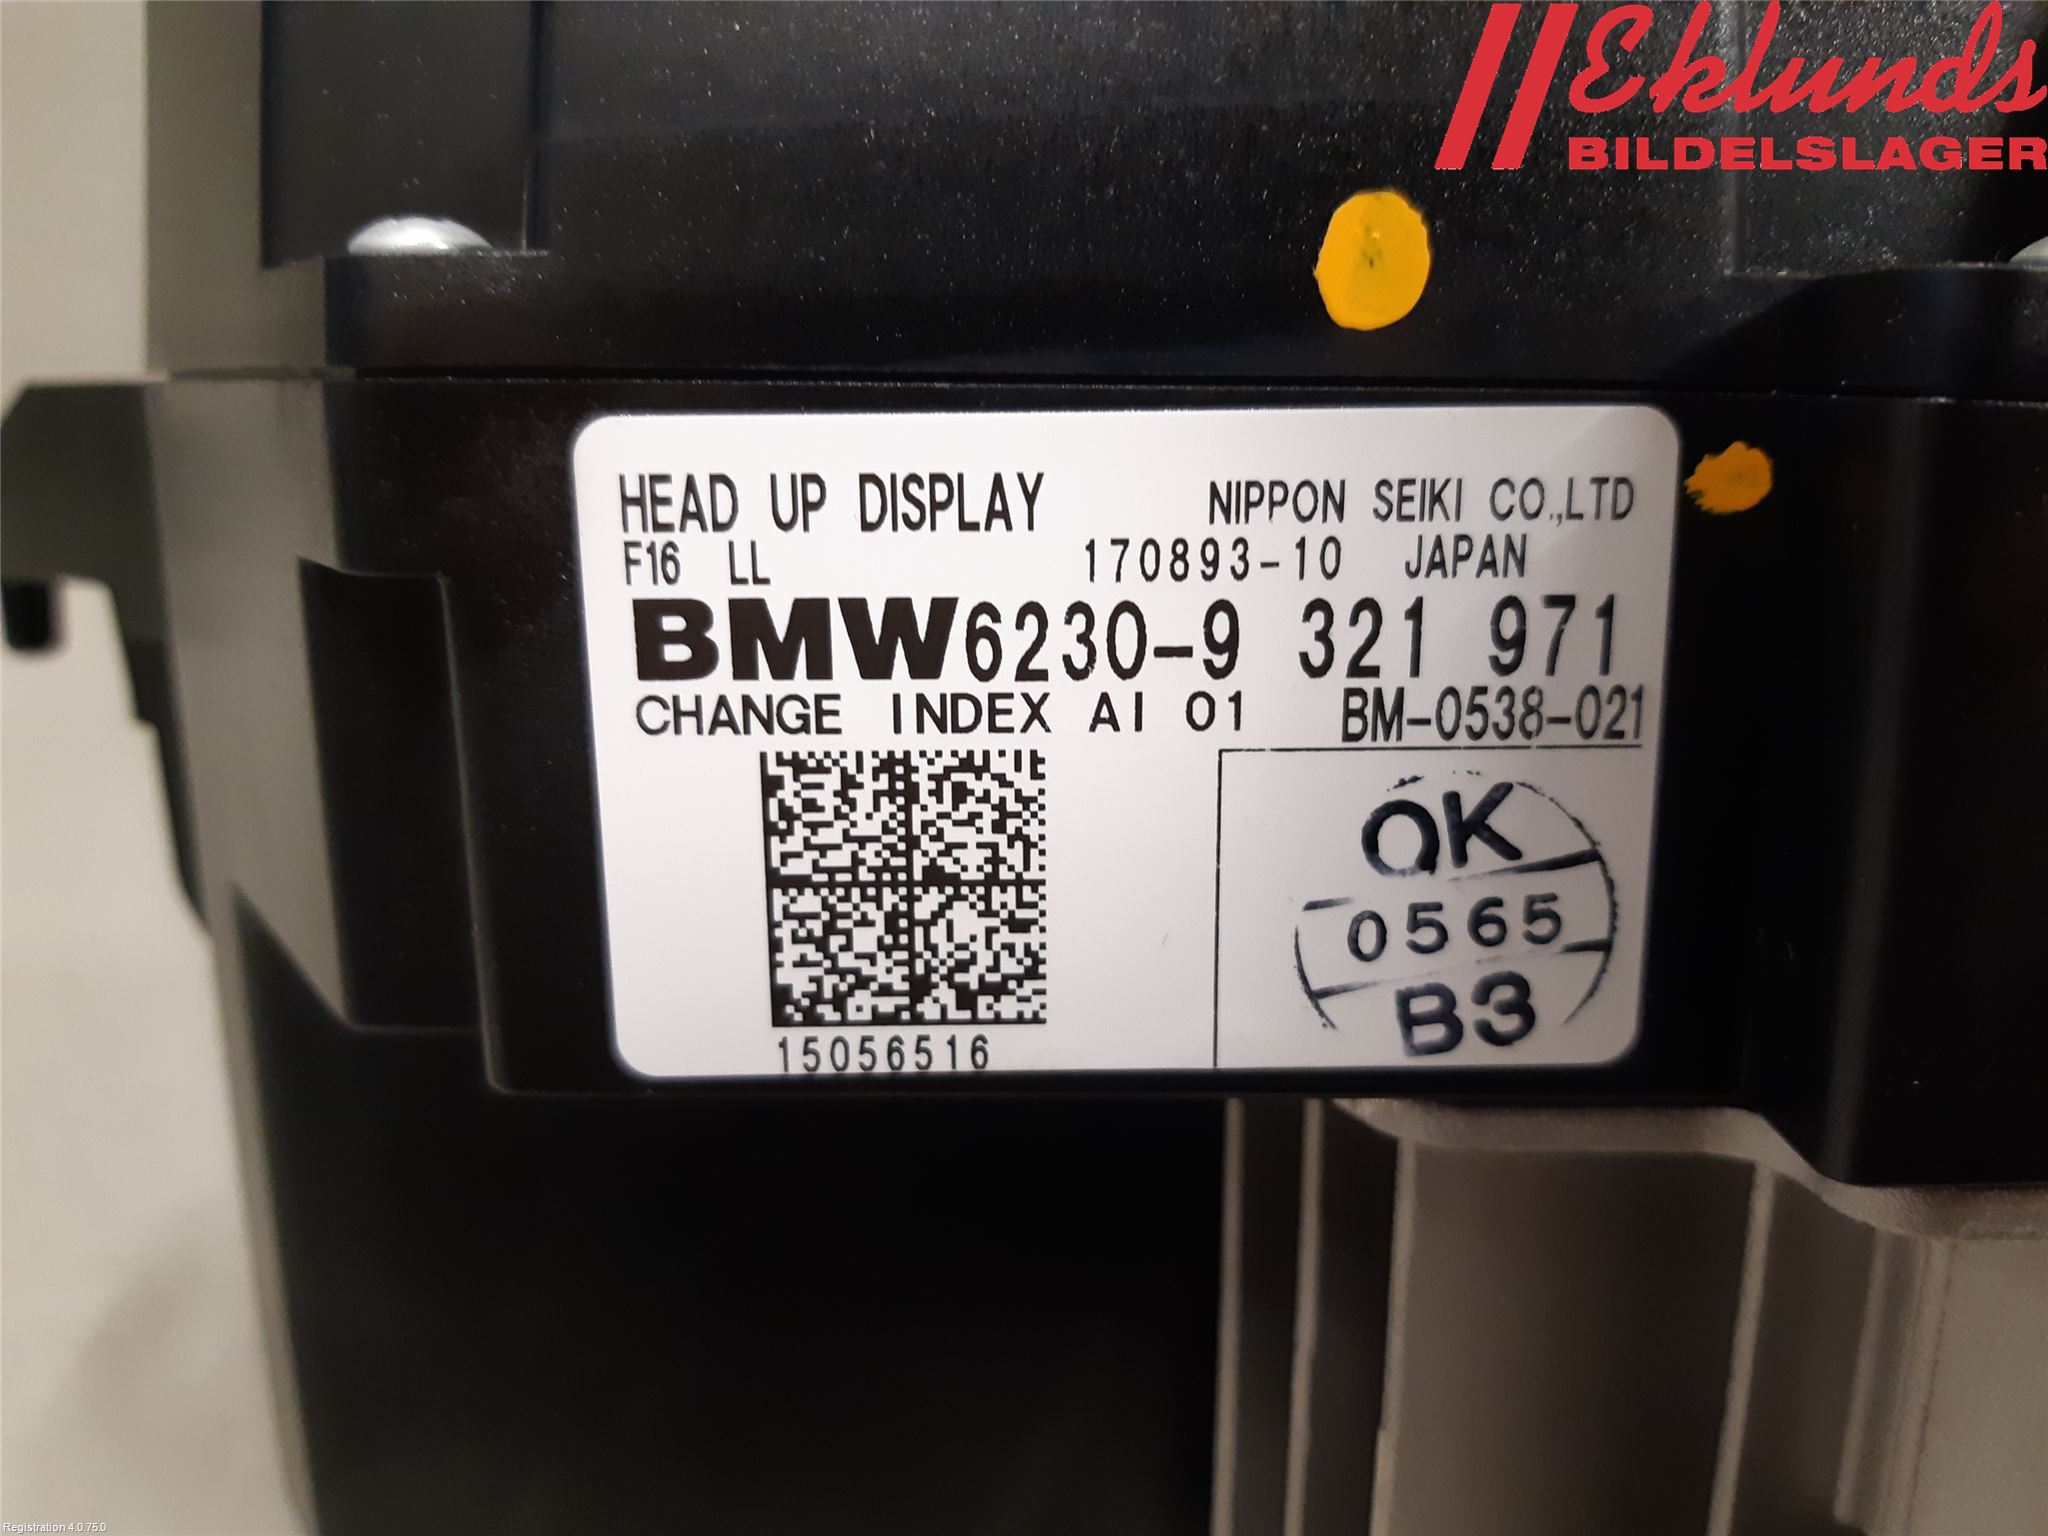 Eklunds
BILDELSLAGER
HEAD UP DISPLAY NIPPON SEIKI CO.,LTD
F16 LL 170893-10 JAPAN
BMW6230-9 321 971
CHANGE INDEX AI 01 BM-0538-021
OK
0565
B3
15056516
Registration 4.0.75.0